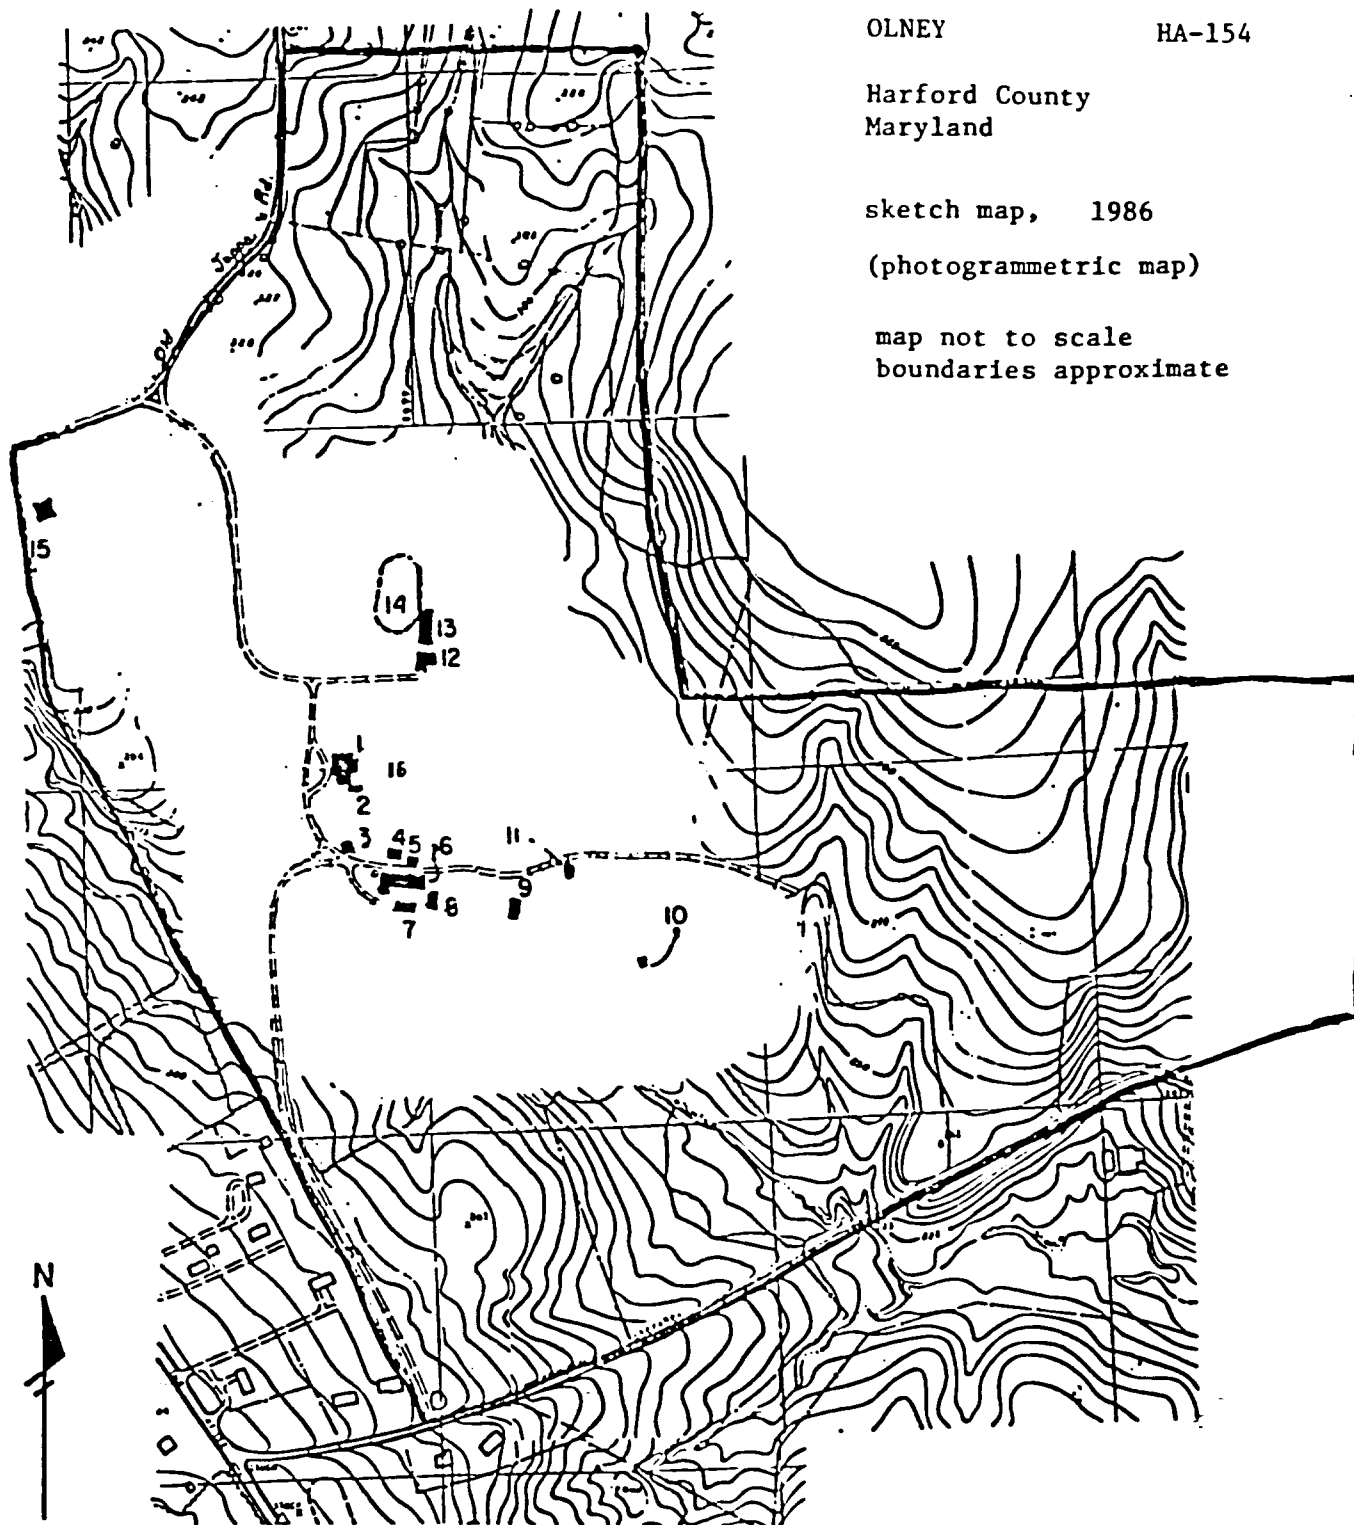 OLNEY HA-154
Harford County
Maryland
sketch map, 1986
(photogrammetric map)
map not to scale
boundaries approximate
Old Joppa Rd.
15
14
13
12
1
16
2
3
4
5
6
11
9
8
7
10
N